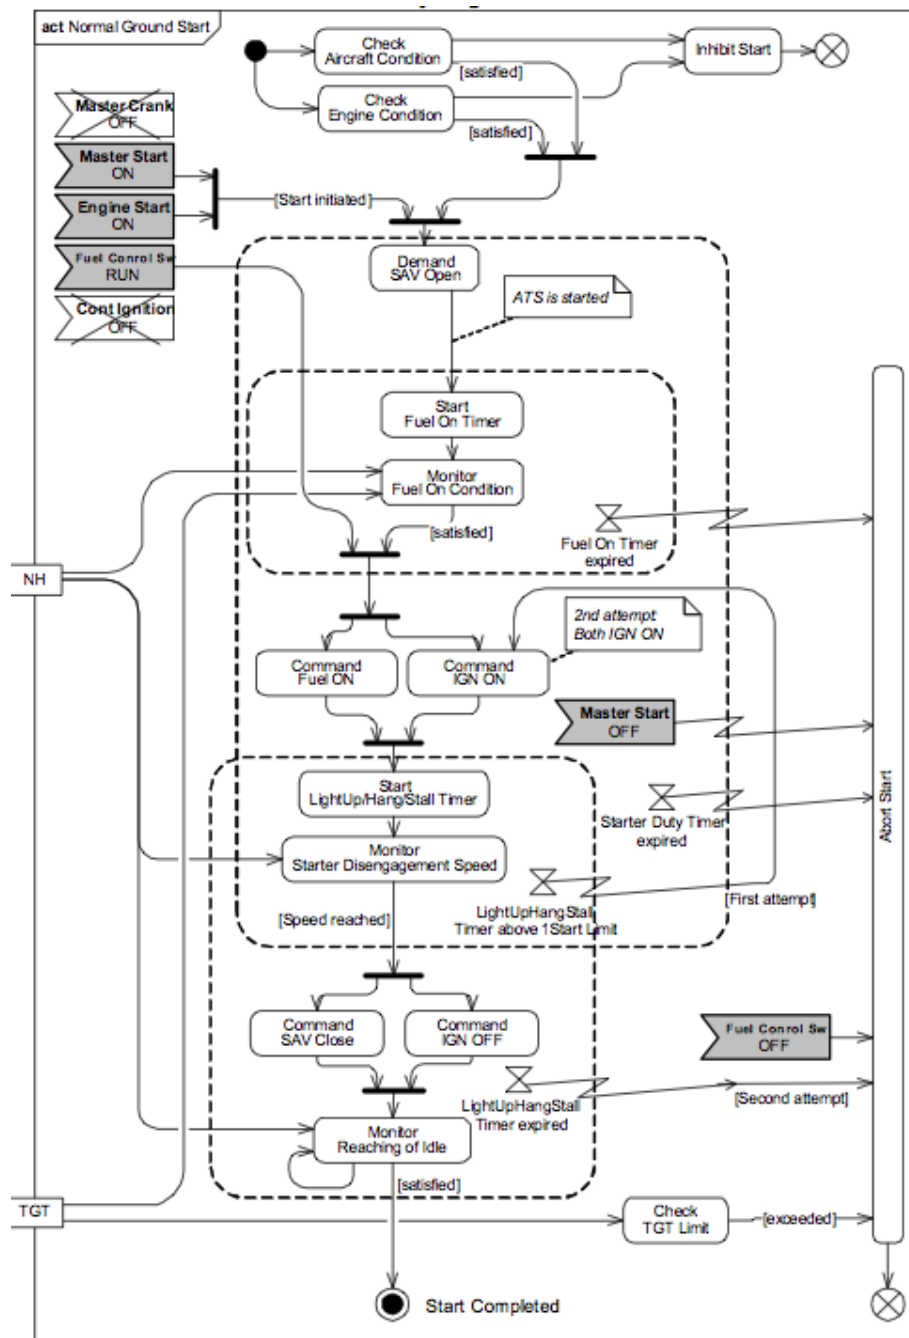 act Normal Ground Start
Check
Aircraft Condition
Inhibit Start
[satisfied]
Check
Engine Condition
[satisfied]
Master Crank
OFF
Master Start
ON
Engine Start
ON
[Start initiated ]
Fuel Conrol Sw
RUN
Cont Ignition
OFF
Demand
SAV Open
ATS is started
Start
Fuel On Timer
Monitor
Fuel On Condition
[satisfied]
Fuel On Timer
expired
NH
2nd attempt
Both IGN ON
Command
Fuel ON
Command
IGN ON
Master Start
OFF
Start
LightUp/Hang/Stall Timer
Starter Duty Timer
expired
Abort Start
Monitor
Starter Disengagement Speed
[First attempt]
LightUpHangStall
Timer above 1Start Limit
[Speed reached]
Command
SAV Close
Command
IGN OFF
Fuel Conrol Sw
OFF
LightUpHangStall
Timer expired
[Second attempt]
Monitor
Reaching of Idle
[satisfied]
TGT
Check
TGT Limit
[exceeded]
Start Completed